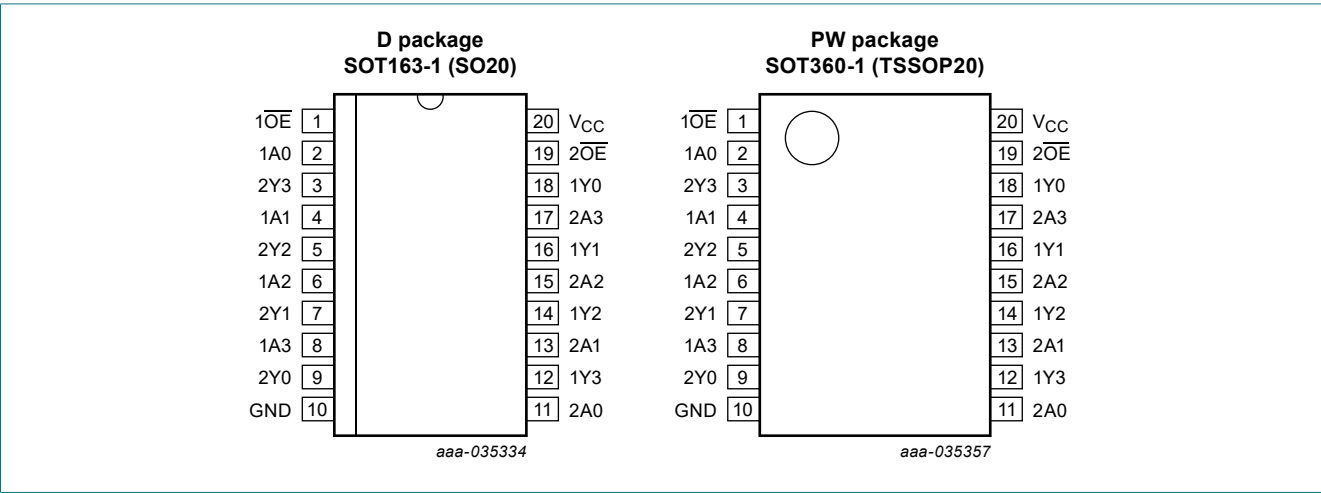 D package
SOT163-1 (SO20)
1O̅E̅ 1
1A0 2
2Y3 3
1A1 4
2Y2 5
1A2 6
2Y1 7
1A3 8
2Y0 9
GND 10
20 VCC
19 2O̅E̅
18 1Y0
17 2A3
16 1Y1
15 2A2
14 1Y2
13 2A1
12 1Y3
11 2A0
aaa-035334
PW package
SOT360-1 (TSSOP20)
1O̅E̅ 1
1A0 2
2Y3 3
1A1 4
2Y2 5
1A2 6
2Y1 7
1A3 8
2Y0 9
GND 10
20 VCC
19 2O̅E̅
18 1Y0
17 2A3
16 1Y1
15 2A2
14 1Y2
13 2A1
12 1Y3
11 2A0
aaa-035357